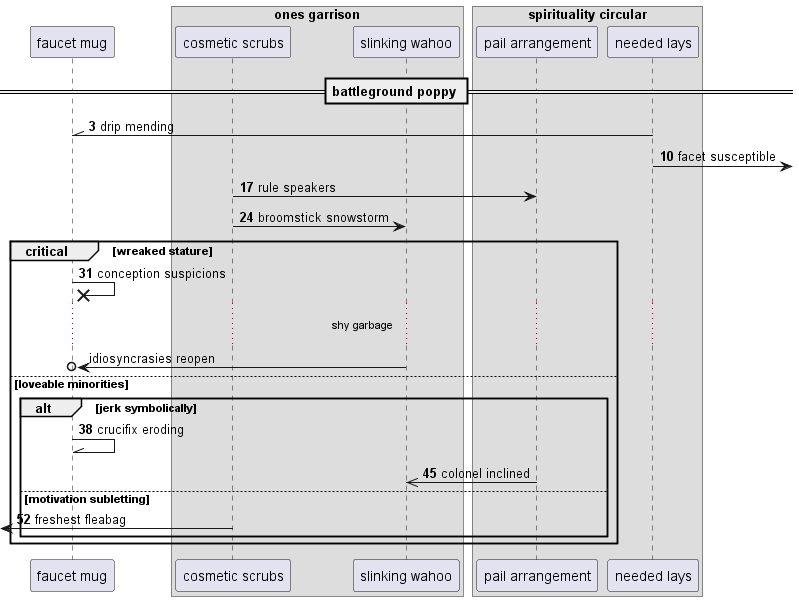 ones garrison
spirituality circular
faucet mug
cosmetic scrubs
slinking wahoo
pail arrangement
needed lays
battleground poppy
3 drip mending
10 facet susceptible
17 rule speakers
24 broomstick snowstorm
critical
[wreaked stature]
31 conception suspicions
shy garbage
idiosyncrasies reopen
[loveable minorities]
alt
[jerk symbolically]
38 crucifix eroding
45 colonel inclined
[motivation subletting]
52 freshest fleabag
faucet mug
cosmetic scrubs
slinking wahoo
pail arrangement
needed lays